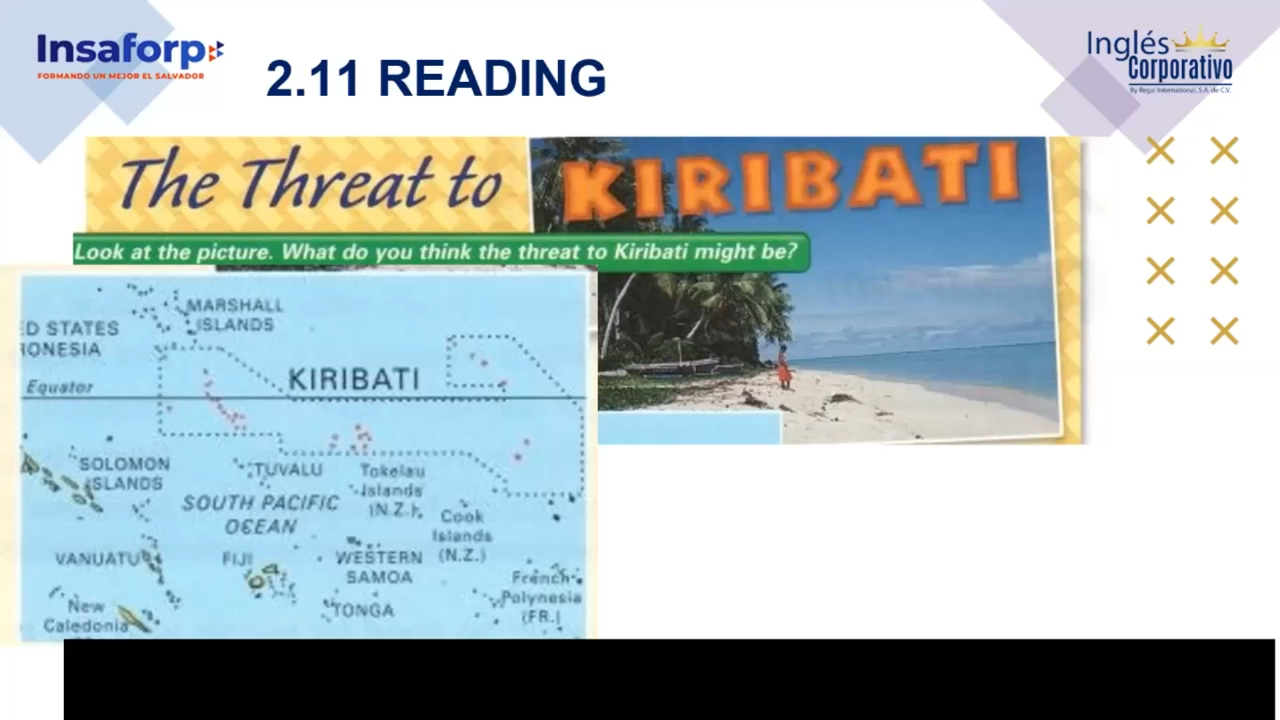 Insaforp
FORMANDO UN MEJOR EL SALVADOR
2.11 READING
Inglés
Corporativo
By Regal International, S.A. de C.V.
The Threat to KIRIBATI
Look at the picture. What do you think the threat to Kiribati might be?
MARSHALL
ISLANDS
ED STATES
RONESIA
KIRIBATI
Equator
SOLOMON
ISLANDS
TUVALU
Tokelau
Islands
(N.Z.)
SOUTH PACIFIC
OCEAN
Cook
Islands
(N.Z.)
VANUATU
FIJI
WESTERN
SAMOA
French
Polynesia
(FR.)
New
Caledonia
TONGA